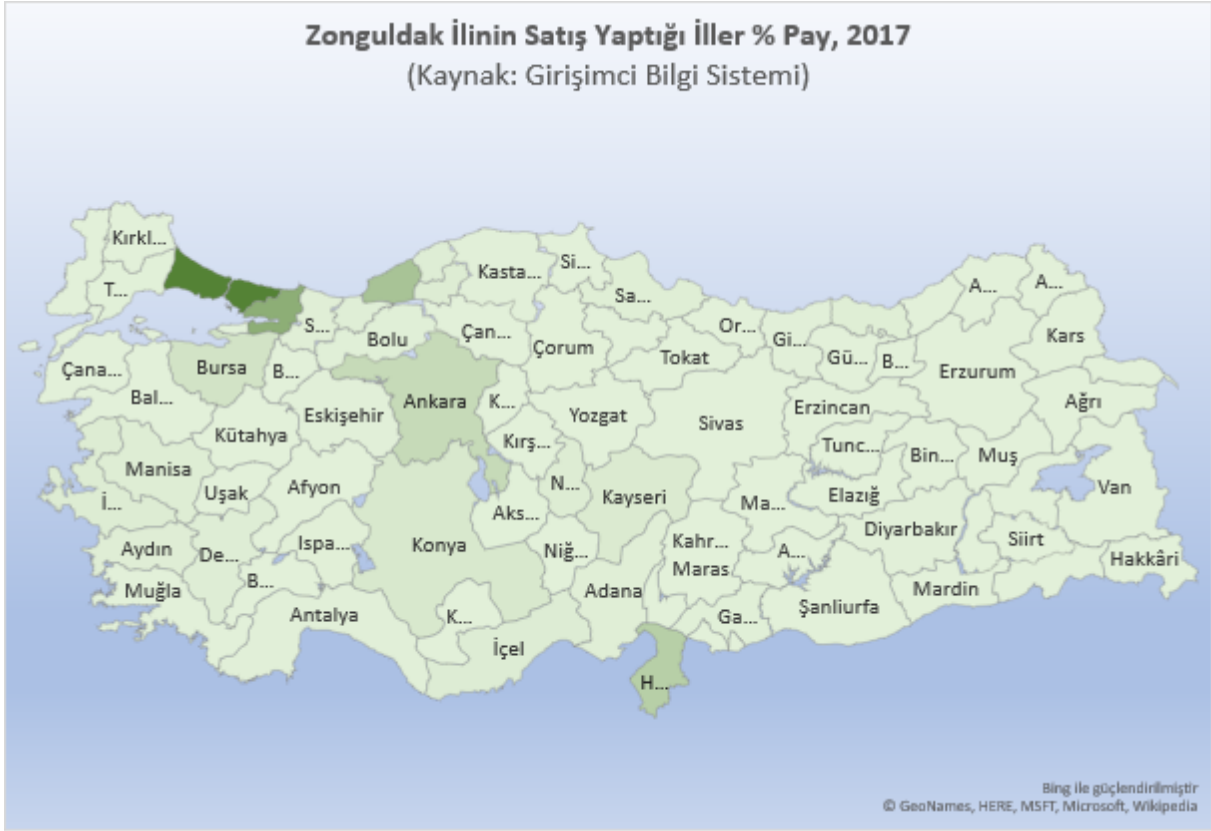 Zonguldak İlinin Satış Yaptığı İller % Pay, 2017
(Kaynak: Girişimci Bilgi Sistemi)
Kırkl...
T...
Kasta...
Si...
Sa...
A...
A...
S...
Bolu
Çan...
Çorum
Or...
Tokat
Gi...
Gü...
B...
Kars
Erzurum
Çana...
Bal...
Bursa
B...
Ankara
K...
Eskişehir
Yozgat
Sivas
Erzincan
Ağrı
Kütahya
Kırş...
Tunc...
Bin...
Muş
Manisa
Uşak
Afyon
N...
Kayseri
Ma...
Elazığ
Van
İ...
Aks...
Diyarbakır
Siirt
Aydın
De...
Ispa...
Konya
Niğ...
Kahr...
Maras
A...
Hakkâri
Muğla
B...
Antalya
K...
Adana
Ga...
Şanliurfa
Mardin
İçel
H...
Bing ile güçlendirilmiştir
© GeoNames, HERE, MSFT, Microsoft, Wikipedia